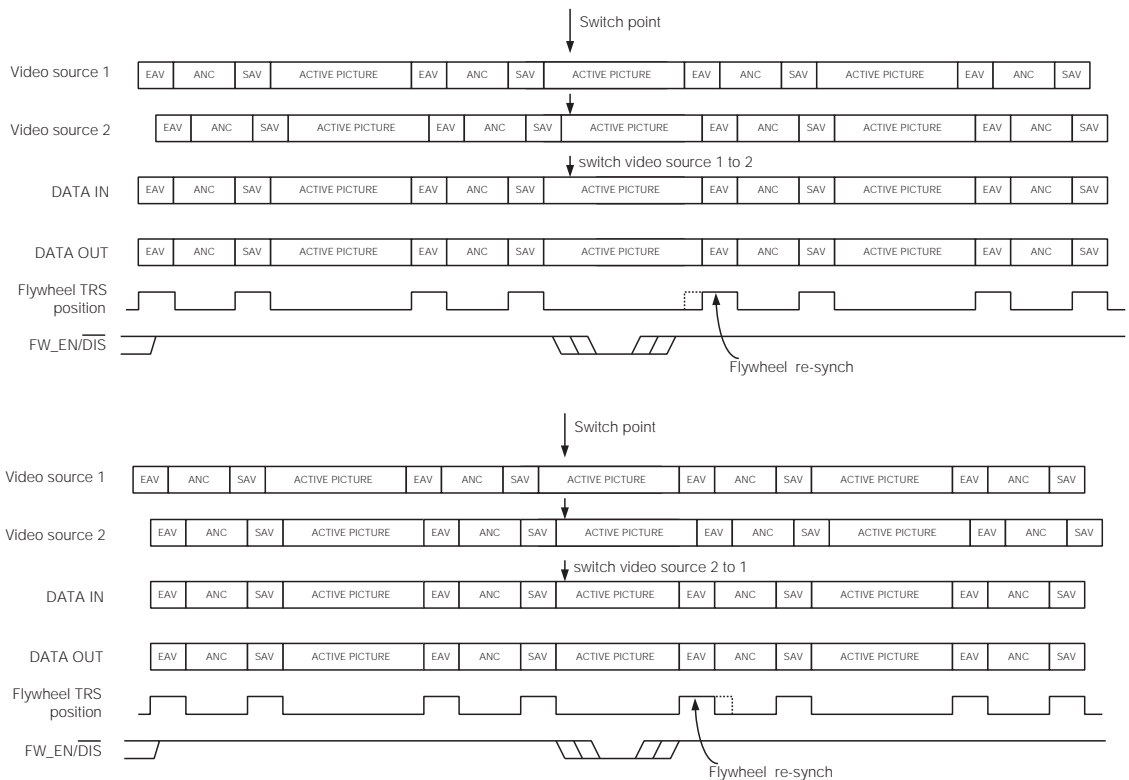 Switch point
Video source 1 EAV ANC SAV ACTIVE PICTURE EAV ANC SAV ACTIVE PICTURE EAV ANC SAV ACTIVE PICTURE EAV ANC SAV
Video source 2 EAV ANC SAV ACTIVE PICTURE EAV ANC SAV ACTIVE PICTURE EAV ANC SAV ACTIVE PICTURE EAV ANC SAV
switch video source 1 to 2
DATA IN EAV ANC SAV ACTIVE PICTURE EAV ANC SAV ACTIVE PICTURE EAV ANC SAV ACTIVE PICTURE EAV ANC SAV
DATA OUT EAV ANC SAV ACTIVE PICTURE EAV ANC SAV ACTIVE PICTURE EAV ANC SAV ACTIVE PICTURE EAV ANC SAV
Flywheel TRS
position
FW_EN/DIS
Flywheel re-synch
Switch point
Video source 1 EAV ANC SAV ACTIVE PICTURE EAV ANC SAV ACTIVE PICTURE EAV ANC SAV ACTIVE PICTURE EAV ANC SAV
Video source 2 EAV ANC SAV ACTIVE PICTURE EAV ANC SAV ACTIVE PICTURE EAV ANC SAV ACTIVE PICTURE EAV ANC SAV
switch video source 2 to 1
DATA IN EAV ANC SAV ACTIVE PICTURE EAV ANC SAV ACTIVE PICTURE EAV ANC SAV ACTIVE PICTURE EAV ANC SAV
DATA OUT EAV ANC SAV ACTIVE PICTURE EAV ANC SAV ACTIVE PICTURE EAV ANC SAV ACTIVE PICTURE EAV ANC SAV
Flywheel TRS
position
FW_EN/DIS
Flywheel re-synch